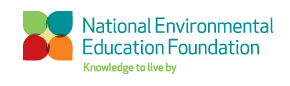 National Environmental
Education Foundation
Knowledge to live by